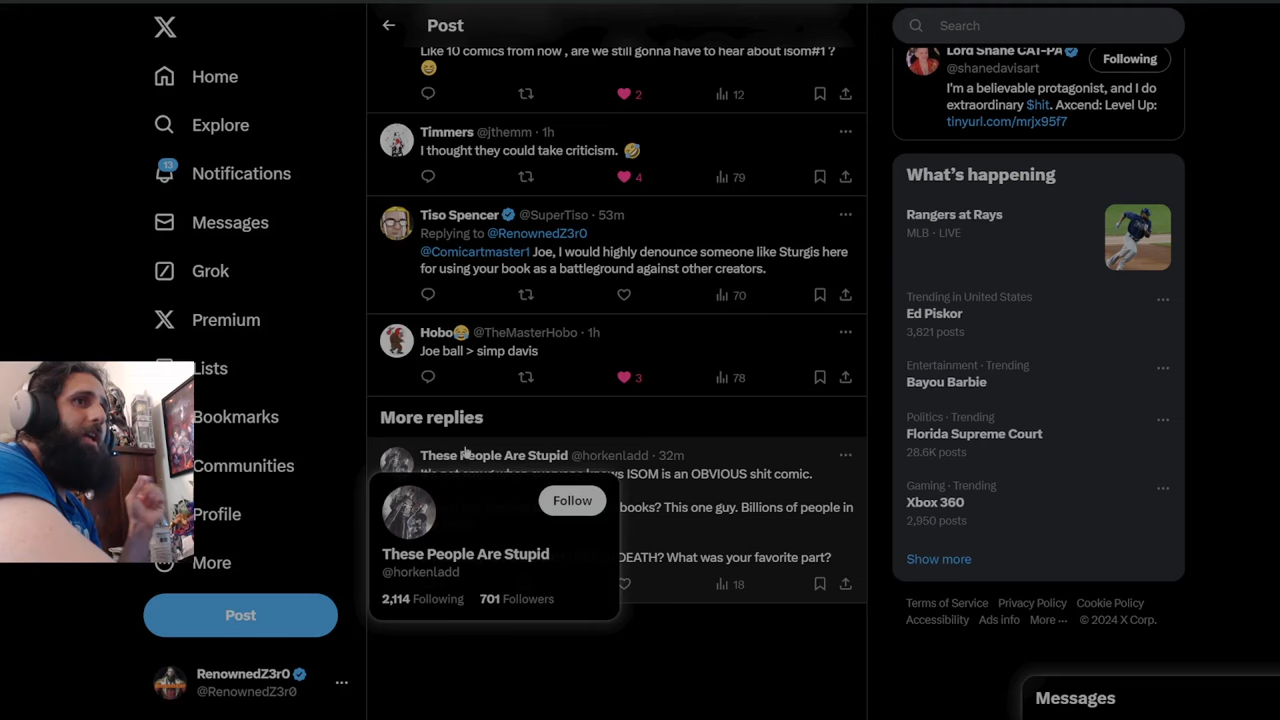 Home
Explore
13
Notifications
Messages
Grok
Premium
Lists
Bookmarks
Communities
Profile
More
Post
RenownedZ3r0
@RenownedZ3r0
Post
Like 10 comics from now , are we still gonna have to hear about isom#1 ?
😆
2
12
Timmers @jthemm · 1h
I thought they could take criticism. 🤣
4
79
Tiso Spencer @SuperTiso · 53m
Replying to @RenownedZ3r0
@Comicartmaster1 Joe, I would highly denounce someone like Sturgis here
for using your book as a battleground against other creators.
70
Hobo😂 @TheMasterHobo · 1h
Joe ball > simp davis
3
78
More replies
These People Are Stupid @horkenladd · 32m
knows ISOM is an OBVIOUS shit comic.
books? This one guy. Billions of people in
DEATH? What was your favorite part?
18
Follow
These People Are Stupid
@horkenladd
2,114 Following 701 Followers
Search
Lord Shane CAT-PA
@shanedavisart
Following
I'm a believable protagonist, and I do
extraordinary $hit. Axcend: Level Up:
tinyurl.com/mrjx95f7
What's happening
Rangers at Rays
MLB · LIVE
Trending in United States
Ed Piskor
3,821 posts
Entertainment · Trending
Bayou Barbie
Politics · Trending
Florida Supreme Court
28.6K posts
Gaming · Trending
Xbox 360
2,950 posts
Show more
Terms of Service Privacy Policy Cookie Policy
Accessibility Ads info More ··· © 2024 X Corp.
Messages